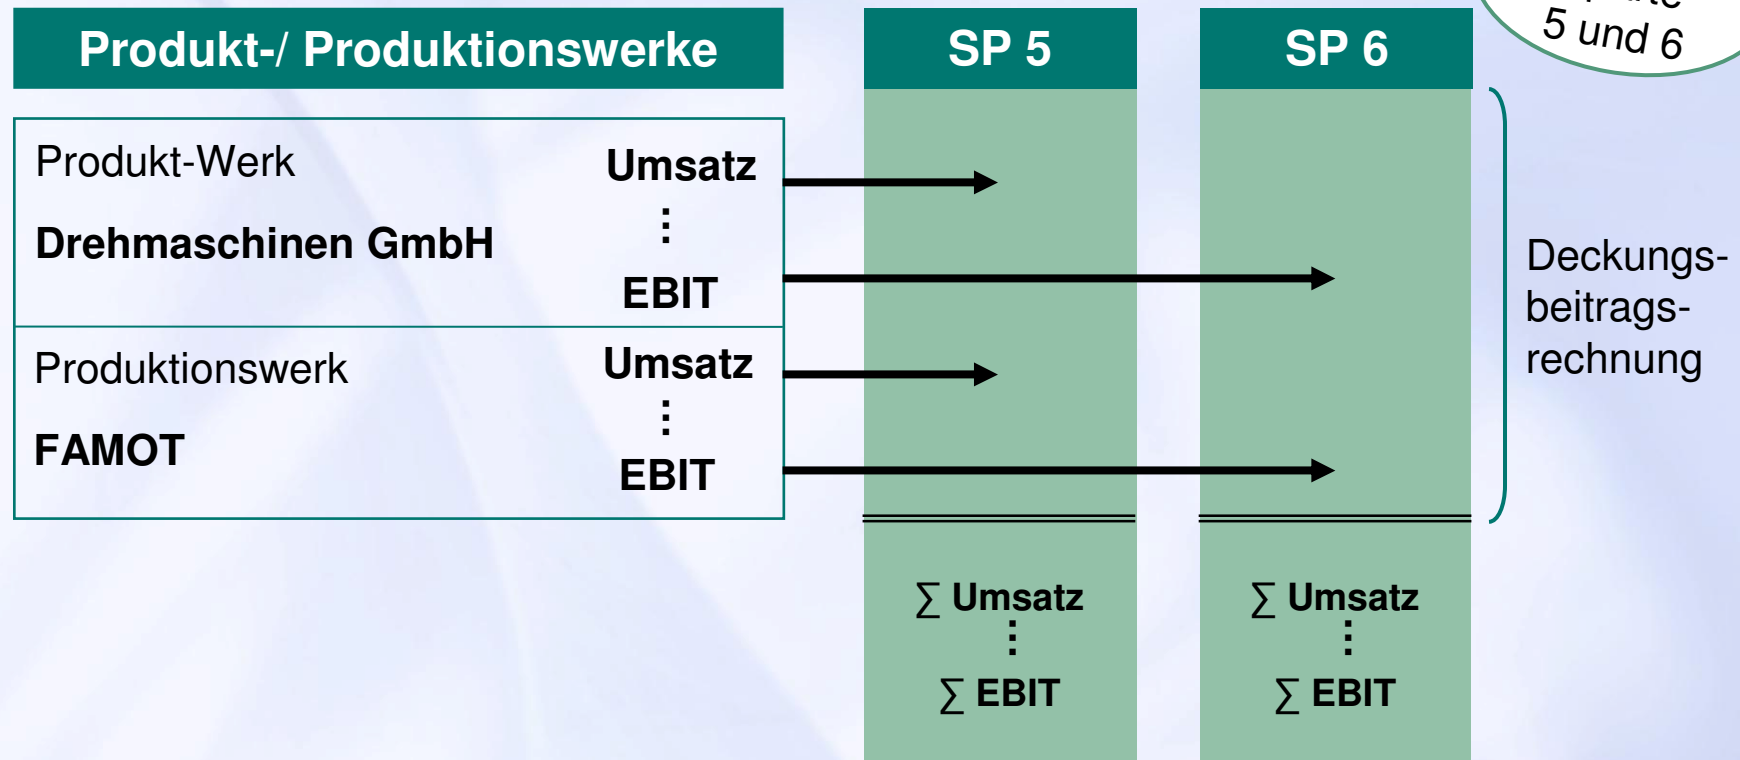 5 und 6
Produkt-/ Produktionswerke
SP 5
SP 6
Produkt-Werk
Umsatz
⋮
Drehmaschinen GmbH
EBIT
Produktionswerk
Umsatz
⋮
FAMOT
EBIT
Deckungs-
beitrags-
rechnung
∑ Umsatz
⋮
∑ EBIT
∑ Umsatz
⋮
∑ EBIT